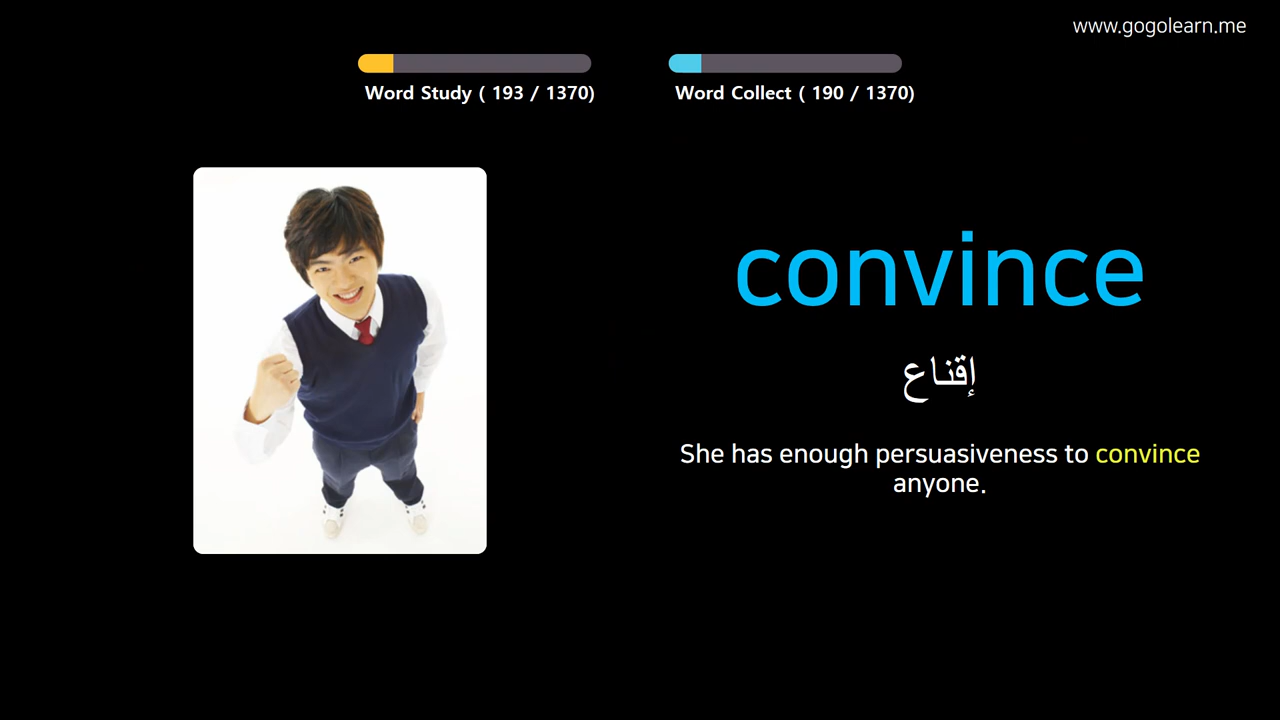 www.gogolearn.me
Word Study ( 193 / 1370)
Word Collect ( 190 / 1370)
convince
إقناع
She has enough persuasiveness to convince
anyone.